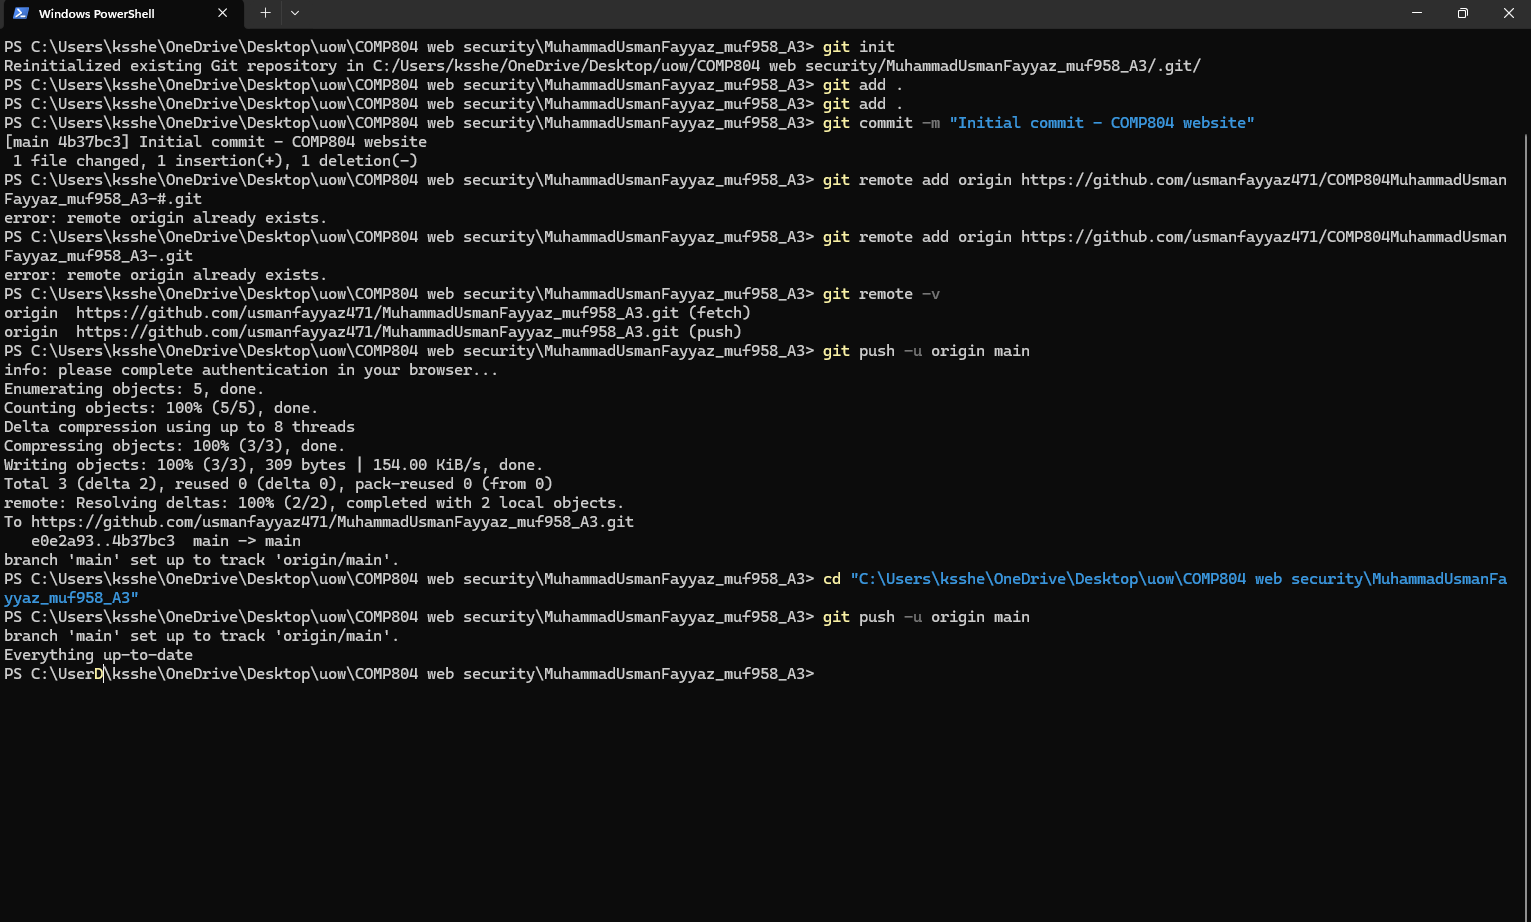 Windows PowerShell
PS C:\Users\ksshe\OneDrive\Desktop\uow\COMP804 web security\MuhammadUsmanFayyaz_muf958_A3> git init
Reinitialized existing Git repository in C:/Users/ksshe/OneDrive/Desktop/uow/COMP804 web security/MuhammadUsmanFayyaz_muf958_A3/.git/
PS C:\Users\ksshe\OneDrive\Desktop\uow\COMP804 web security\MuhammadUsmanFayyaz_muf958_A3> git add .
PS C:\Users\ksshe\OneDrive\Desktop\uow\COMP804 web security\MuhammadUsmanFayyaz_muf958_A3> git add .
PS C:\Users\ksshe\OneDrive\Desktop\uow\COMP804 web security\MuhammadUsmanFayyaz_muf958_A3> git commit -m "Initial commit - COMP804 website"
[main 4b37bc3] Initial commit - COMP804 website
 1 file changed, 1 insertion(+), 1 deletion(-)
PS C:\Users\ksshe\OneDrive\Desktop\uow\COMP804 web security\MuhammadUsmanFayyaz_muf958_A3> git remote add origin https://github.com/usmanfayyaz471/COMP804MuhammadUsman
Fayyaz_muf958_A3-#.git
error: remote origin already exists.
PS C:\Users\ksshe\OneDrive\Desktop\uow\COMP804 web security\MuhammadUsmanFayyaz_muf958_A3> git remote add origin https://github.com/usmanfayyaz471/COMP804MuhammadUsman
Fayyaz_muf958_A3-.git
error: remote origin already exists.
PS C:\Users\ksshe\OneDrive\Desktop\uow\COMP804 web security\MuhammadUsmanFayyaz_muf958_A3> git remote -v
origin  https://github.com/usmanfayyaz471/MuhammadUsmanFayyaz_muf958_A3.git (fetch)
origin  https://github.com/usmanfayyaz471/MuhammadUsmanFayyaz_muf958_A3.git (push)
PS C:\Users\ksshe\OneDrive\Desktop\uow\COMP804 web security\MuhammadUsmanFayyaz_muf958_A3> git push -u origin main
info: please complete authentication in your browser...
Enumerating objects: 5, done.
Counting objects: 100% (5/5), done.
Delta compression using up to 8 threads
Compressing objects: 100% (3/3), done.
Writing objects: 100% (3/3), 309 bytes | 154.00 KiB/s, done.
Total 3 (delta 2), reused 0 (delta 0), pack-reused 0 (from 0)
remote: Resolving deltas: 100% (2/2), completed with 2 local objects.
To https://github.com/usmanfayyaz471/MuhammadUsmanFayyaz_muf958_A3.git
   e0e2a93..4b37bc3  main -> main
branch 'main' set up to track 'origin/main'.
PS C:\Users\ksshe\OneDrive\Desktop\uow\COMP804 web security\MuhammadUsmanFayyaz_muf958_A3> cd "C:\Users\ksshe\OneDrive\Desktop\uow\COMP804 web security\MuhammadUsmanFa
yyaz_muf958_A3"
PS C:\Users\ksshe\OneDrive\Desktop\uow\COMP804 web security\MuhammadUsmanFayyaz_muf958_A3> git push -u origin main
branch 'main' set up to track 'origin/main'.
Everything up-to-date
PS C:\UserD\ksshe\OneDrive\Desktop\uow\COMP804 web security\MuhammadUsmanFayyaz_muf958_A3>